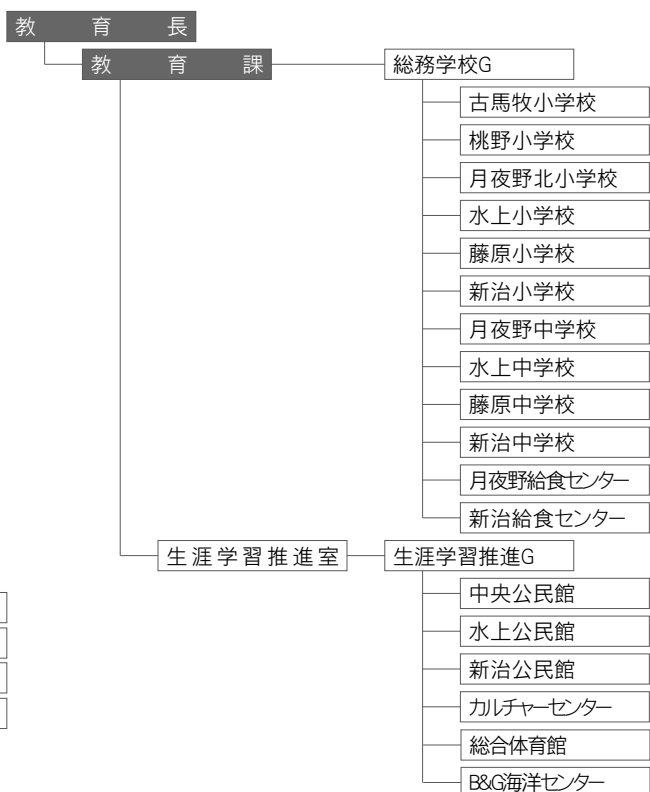 教育長
教育課
総務学校G
古馬牧小学校
桃野小学校
月夜野北小学校
水上小学校
藤原小学校
新治小学校
月夜野中学校
水上中学校
藤原中学校
新治中学校
月夜野給食センター
新治給食センター
生涯学習推進室
生涯学習推進G
中央公民館
水上公民館
新治公民館
カルチャーセンター
総合体育館
B&G海洋センター